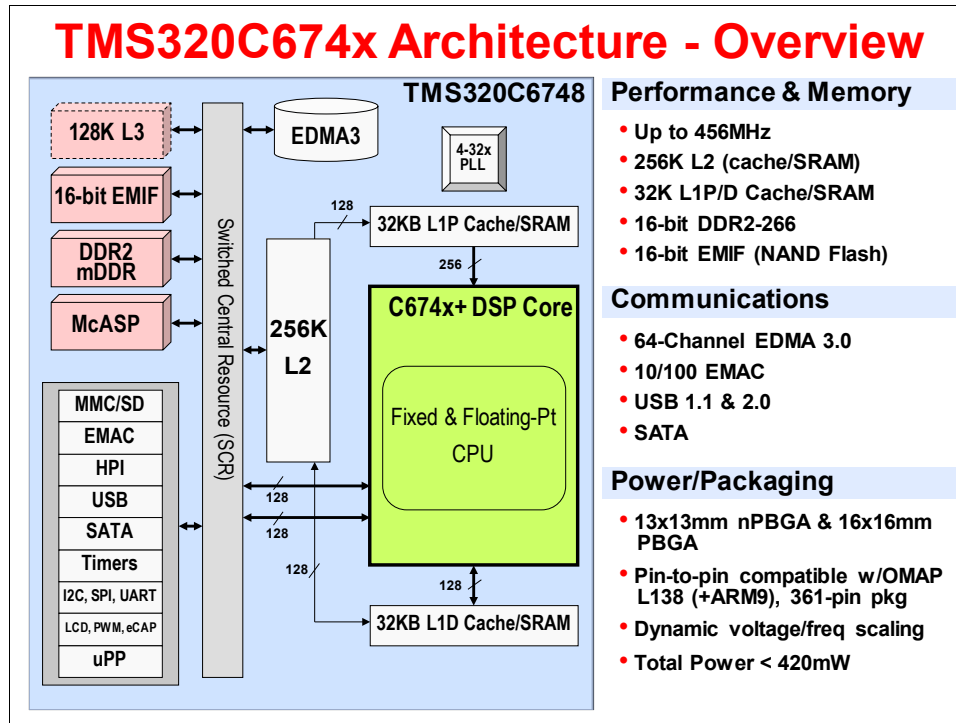 TMS320C674x Architecture - Overview
TMS320C6748
128K L3
16-bit EMIF
DDR2
mDDR
McASP
MMC/SD
EMAC
HPI
USB
SATA
Timers
I2C, SPI, UART
LCD, PWM, eCAP
uPP
Switched Central Resource (SCR)
EDMA3
4-32x
PLL
128
32KB L1P Cache/SRAM
256
256K
L2
C674x+ DSP Core
Fixed & Floating-Pt
CPU
128
128
128
128
32KB L1D Cache/SRAM
Performance & Memory
• Up to 456MHz
• 256K L2 (cache/SRAM)
• 32K L1P/D Cache/SRAM
• 16-bit DDR2-266
• 16-bit EMIF (NAND Flash)
Communications
• 64-Channel EDMA 3.0
• 10/100 EMAC
• USB 1.1 & 2.0
• SATA
Power/Packaging
• 13x13mm nPBGA & 16x16mm
PBGA
• Pin-to-pin compatible w/OMAP
L138 (+ARM9), 361-pin pkg
• Dynamic voltage/freq scaling
• Total Power < 420mW